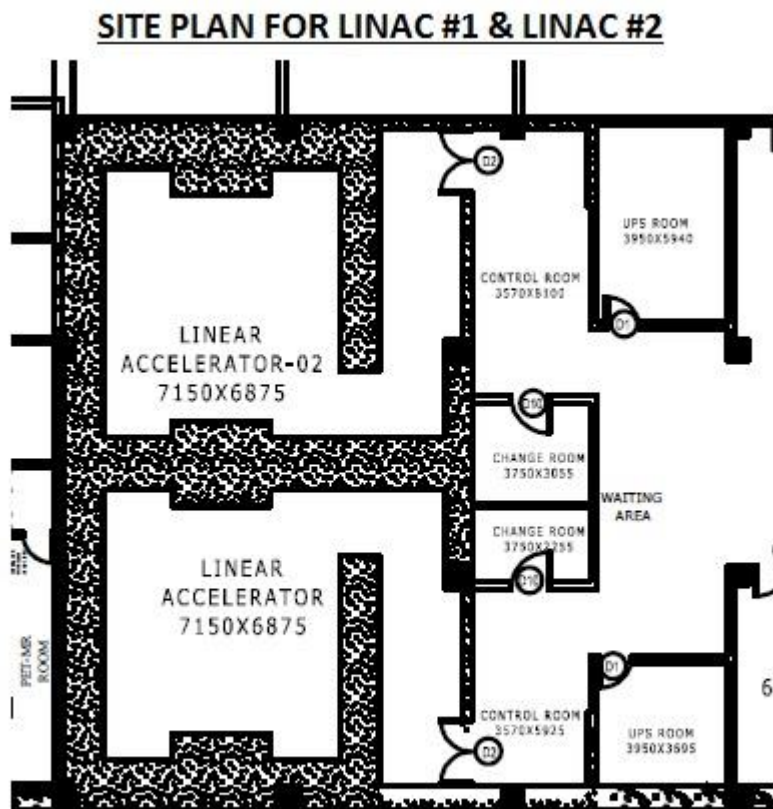 SITE PLAN FOR LINAC #1 & LINAC #2
D2
UPS ROOM
3950X5940
CONTROL ROOM
D1
LINEAR
ACCELERATOR-02
7150X6875
D10
CHANGE ROOM
3750X3055
WAITING
AREA
CHANGE ROOM
3750X2255
LINEAR
ACCELERATOR
7150X6875
D10
PET-MR
ROOM
D1
6
CONTROL ROOM
3570X5925
D2
UPS ROOM
3950X3695